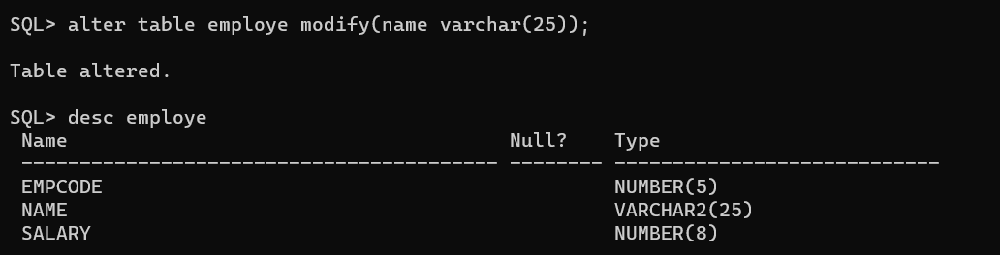 SQL> alter table employe modify(name varchar(25));
Table altered.
SQL> desc employe
 Name                                      Null?    Type
 ----------------------------------------- -------- ----------------------------
 EMPCODE                                            NUMBER(5)
 NAME                                               VARCHAR2(25)
 SALARY                                             NUMBER(8)